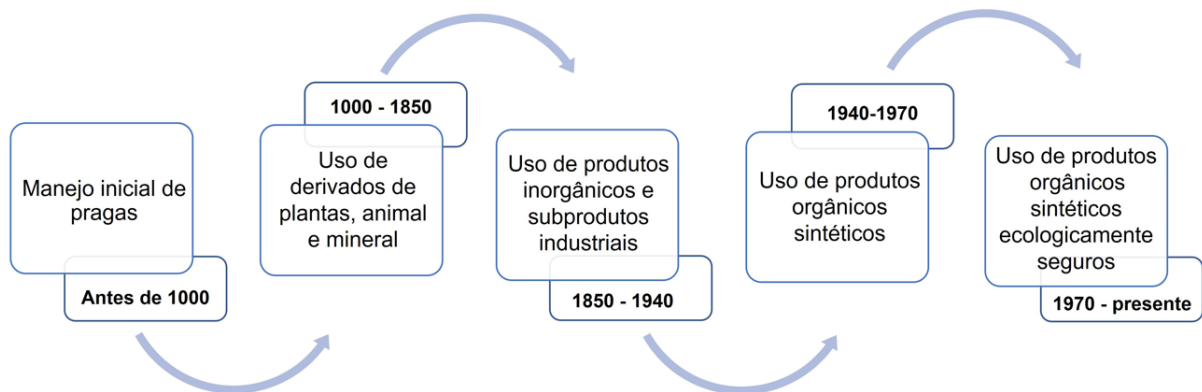 Manejo inicial de
pragas
Antes de 1000
1000 - 1850
Uso de
derivados de
plantas, animal
e mineral
Uso de produtos
inorgânicos e
subprodutos
industriais
1850 - 1940
1940-1970
Uso de produtos
orgânicos
sintéticos
Uso de produtos
orgânicos
sintéticos
ecologicamente
seguros
1970 - presente